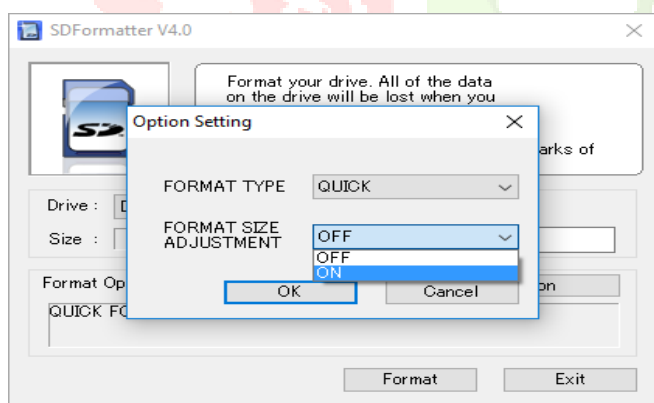 SDFormatter V4.0
Format your drive. All of the data
on the drive will be lost when you
Option Setting
arks of
FORMAT TYPE QUICK
Drive :
FORMAT SIZE
ADJUSTMENT OFF
Size :
OFF
ON
Format Op
OK Cancel on
QUICK FO
Format Exit